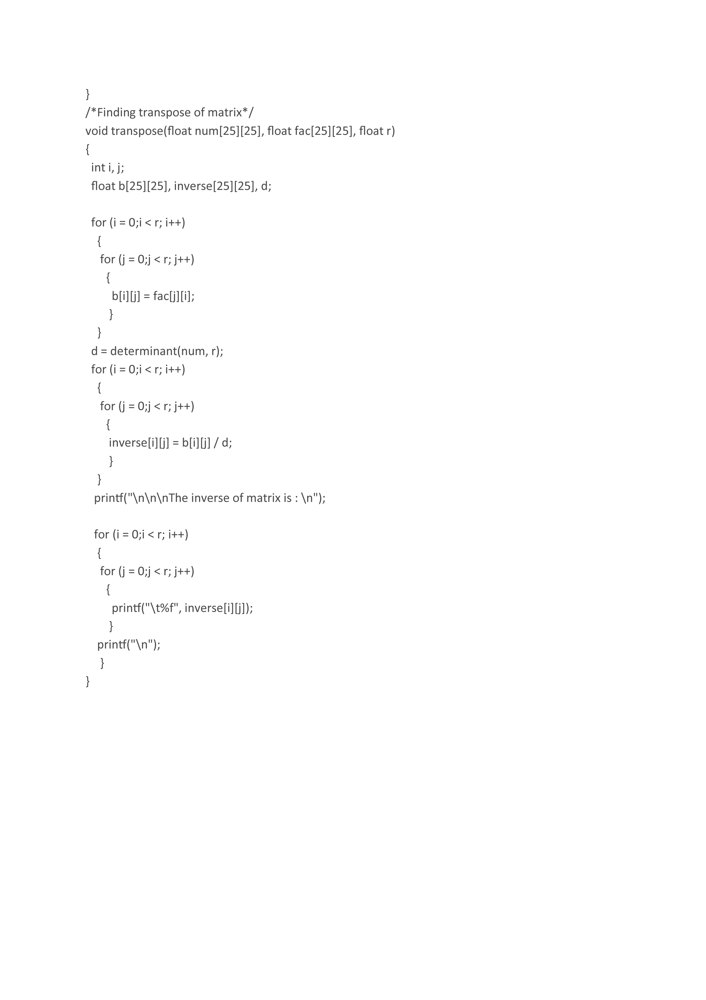 }
/*Finding transpose of matrix*/
void transpose(float num[25][25], float fac[25][25], float r)
{
  int i, j;
  float b[25][25], inverse[25][25], d;

  for (i = 0;i < r; i++)
    {
     for (j = 0;j < r; j++)
       {
         b[i][j] = fac[j][i];
        }
    }
  d = determinant(num, r);
  for (i = 0;i < r; i++)
    {
     for (j = 0;j < r; j++)
       {
        inverse[i][j] = b[i][j] / d;
        }
    }
   printf("\n\n\nThe inverse of matrix is : \n");

   for (i = 0;i < r; i++)
    {
     for (j = 0;j < r; j++)
       {
         printf("\t%f", inverse[i][j]);
        }
    printf("\n");
     }
}